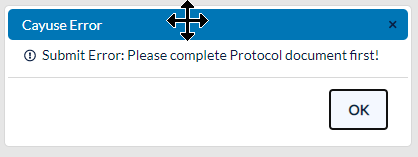 Cayuse Error ×
Submit Error: Please complete Protocol document first!
OK